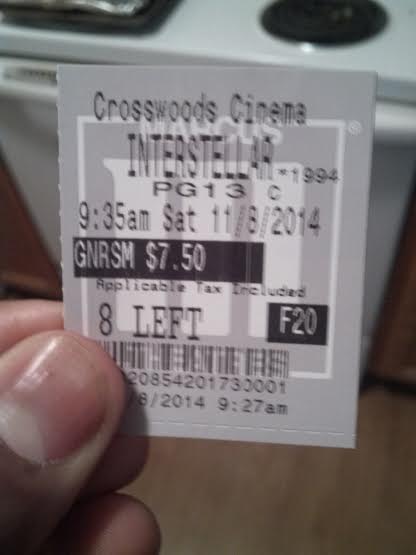 Crosswoods Cinema
MARCUS
®
INTERSTELLAR
*1994
PG13 C
9:35am Sat 11/8/2014
GNRSM $7.50
Applicable Tax Included
8 LEFT
F20
20854201730001
/8/2014 9:27am